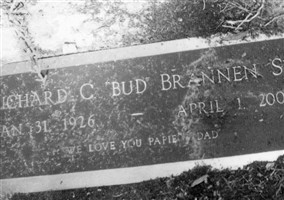 ICHARD C. BUD BRANNEN S
AN 31, 1926 — APRIL 1, 200
WE LOVE YOU PAPIE DAD